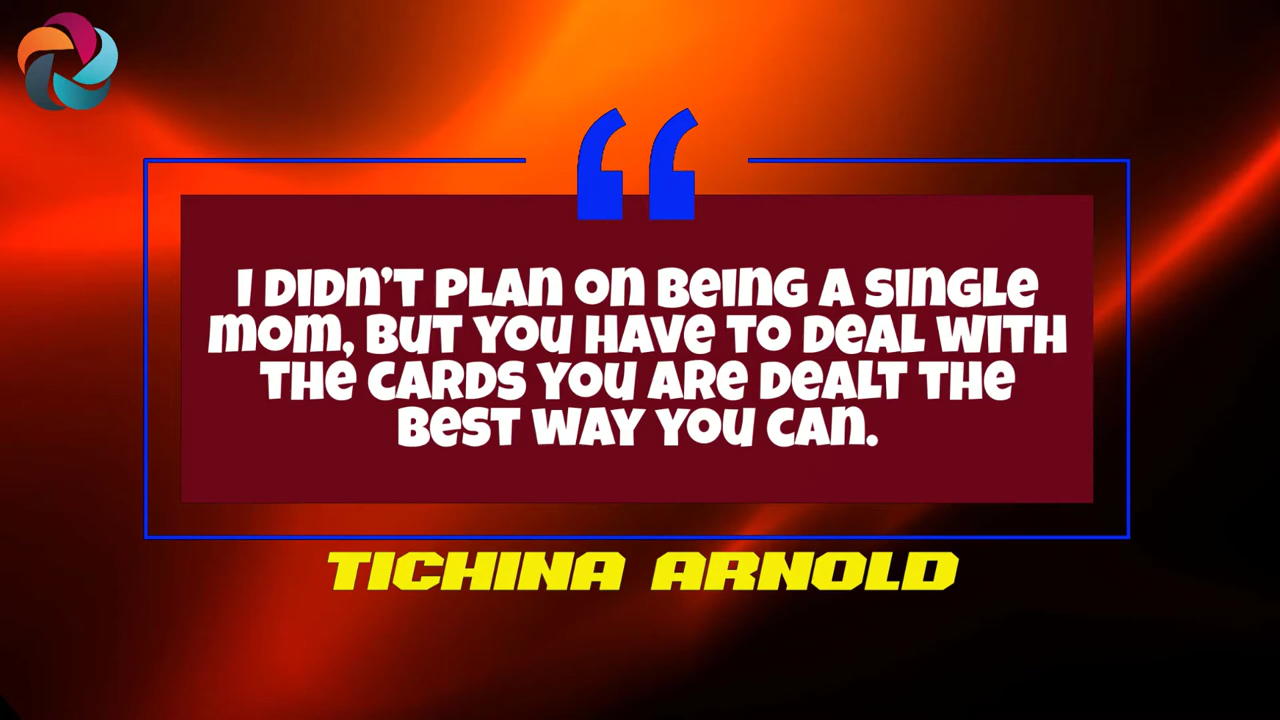 “
I DIDN’T PLAN ON BEING A SINGLE
MOM, BUT YOU HAVE TO DEAL WITH
THE CARDS YOU ARE DEALT THE
BEST WAY YOU CAN.
TICHINA ARNOLD